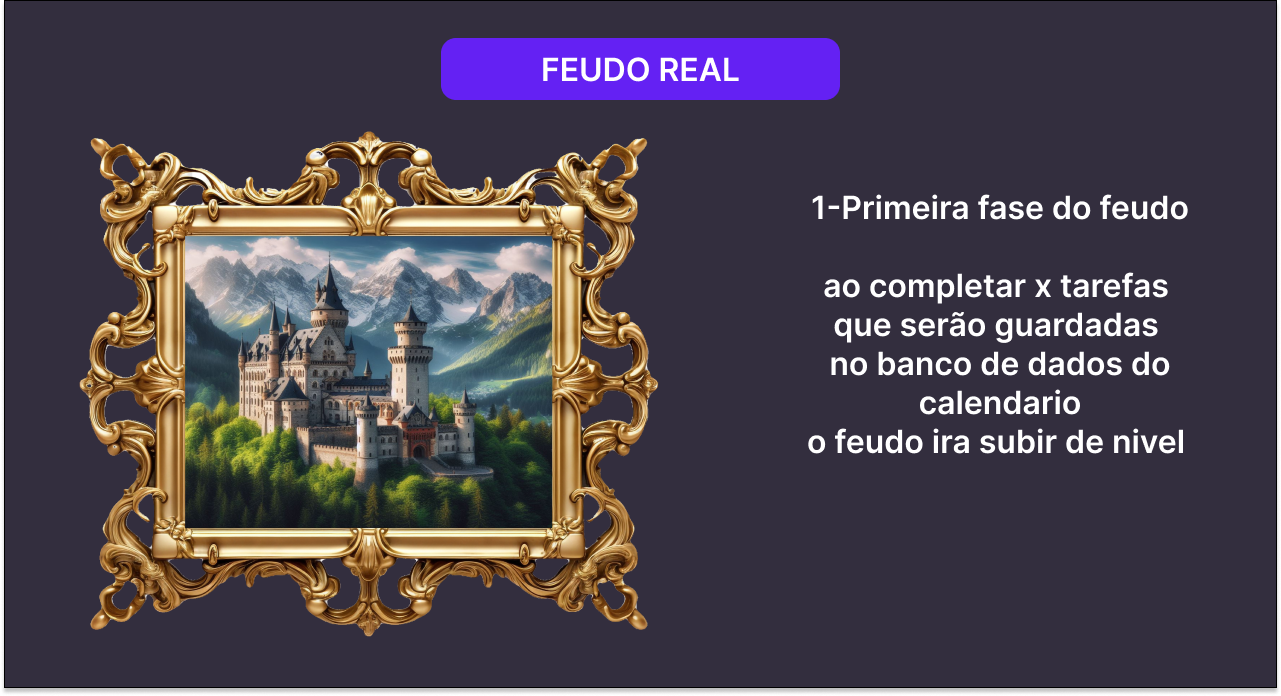 FEUDO REAL
1-Primeira fase do feudo
ao completar x tarefas
que serão guardadas
no banco de dados do
calendario
o feudo ira subir de nivel